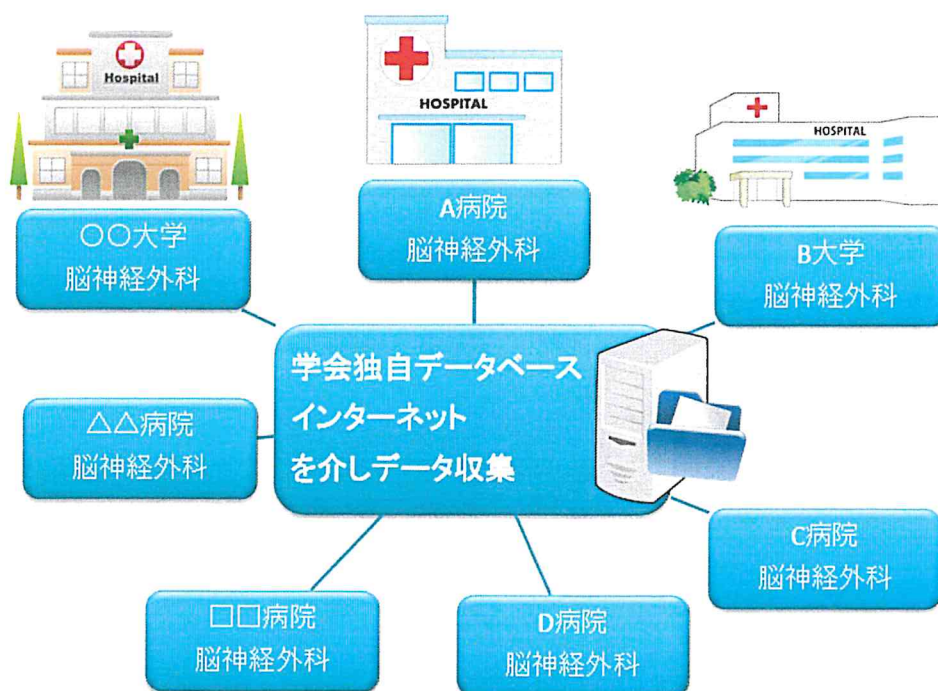 Hospital
HOSPITAL
HOSPITAL
〇〇大学
脳神経外科
A病院
脳神経外科
B大学
脳神経外科
学会独自データベース
インターネット
を介しデータ収集
△△病院
脳神経外科
C病院
脳神経外科
□□病院
脳神経外科
D病院
脳神経外科